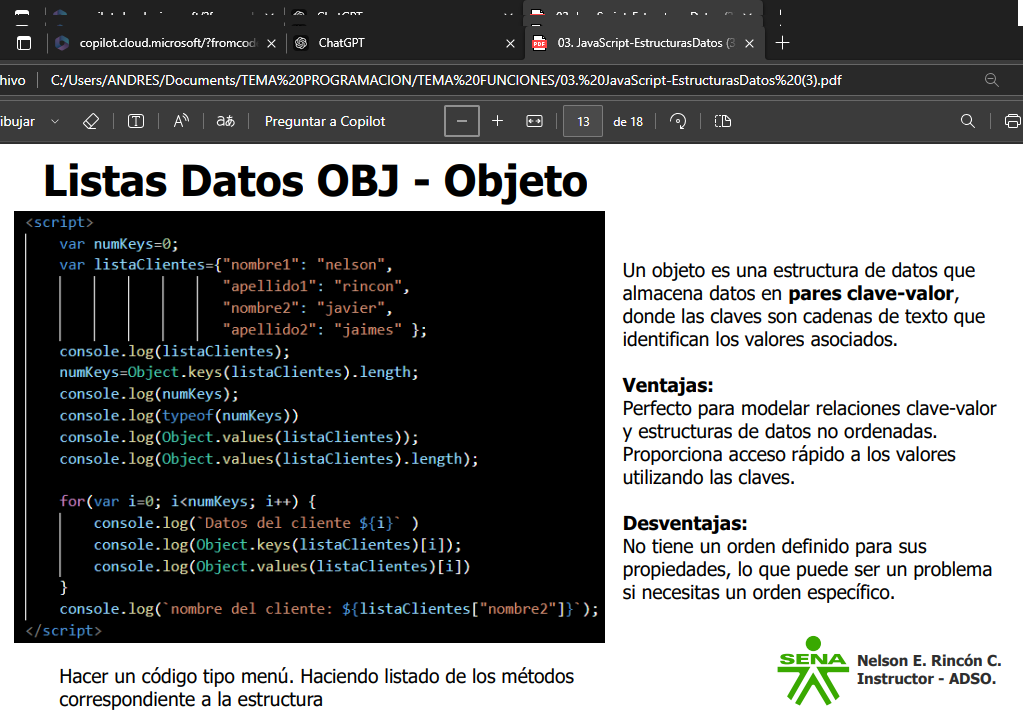 copilot.cloud.microsoft/?fromcod
ChatGPT
03. JavaScript-EstructurasDatos (3
hivo
C:/Users/ANDRES/Documents/TEMA%20PROGRAMACION/TEMA%20FUNCIONES/03.%20JavaScript-EstructurasDatos%20(3).pdf
ibujar
Preguntar a Copilot
13
de 18
Listas Datos OBJ - Objeto
<script>
var numKeys=0;
var listaClientes={"nombre1": "nelson",
"apellido1": "rincon",
"nombre2": "javier",
"apellido2": "jaimes" };
console.log(listaClientes);
numKeys=Object.keys(listaClientes).length;
console.log(numKeys);
console.log(typeof(numKeys))
console.log(Object.values(listaClientes));
console.log(Object.values(listaClientes).length);
for(var i=0; i<numKeys; i++) {
console.log(`Datos del cliente ${i}` )
console.log(Object.keys(listaClientes)[i]);
console.log(Object.values(listaClientes)[i])
}
console.log(`nombre del cliente: ${listaClientes["nombre2"]}`);
</script>
Un objeto es una estructura de datos que
almacena datos en pares clave-valor,
donde las claves son cadenas de texto que
identifican los valores asociados.
Ventajas:
Perfecto para modelar relaciones clave-valor
y estructuras de datos no ordenadas.
Proporciona acceso rápido a los valores
utilizando las claves.
Desventajas:
No tiene un orden definido para sus
propiedades, lo que puede ser un problema
si necesitas un orden específico.
Hacer un código tipo menú. Haciendo listado de los métodos
correspondiente a la estructura
SENA
Nelson E. Rincón C.
Instructor - ADSO.